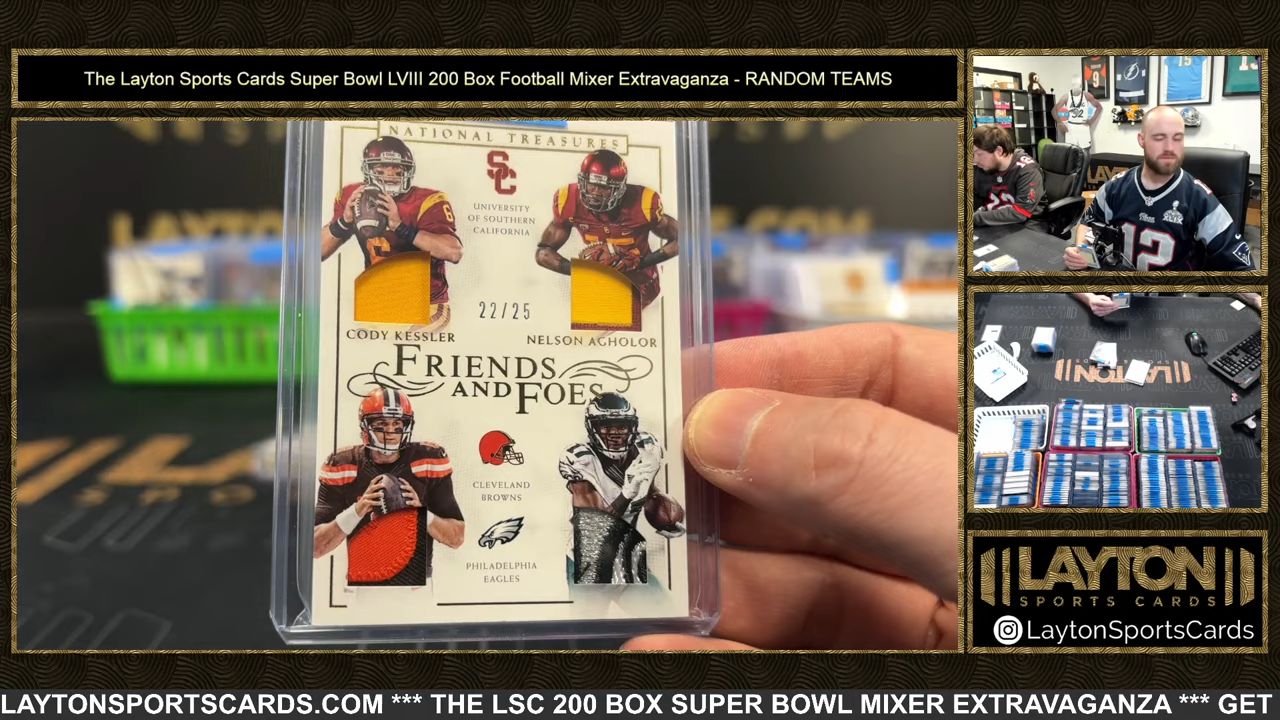 The Layton Sports Cards Super Bowl LVIII 200 Box Football Mixer Extravaganza - RANDOM TEAMS
NATIONAL TREASURES
SC
UNIVERSITY
OF SOUTHERN
CALIFORNIA
22/25
CODY KESSLER
NELSON AGHOLOR
FRIENDS
AND FOES
CLEVELAND
BROWNS
PHILADELPHIA
EAGLES
12
LAYTON
SPORTS CARDS
LaytonSportsCards
LAYTONSPORTSCARDS.COM *** THE LSC 200 BOX SUPER BOWL MIXER EXTRAVAGANZA *** GET